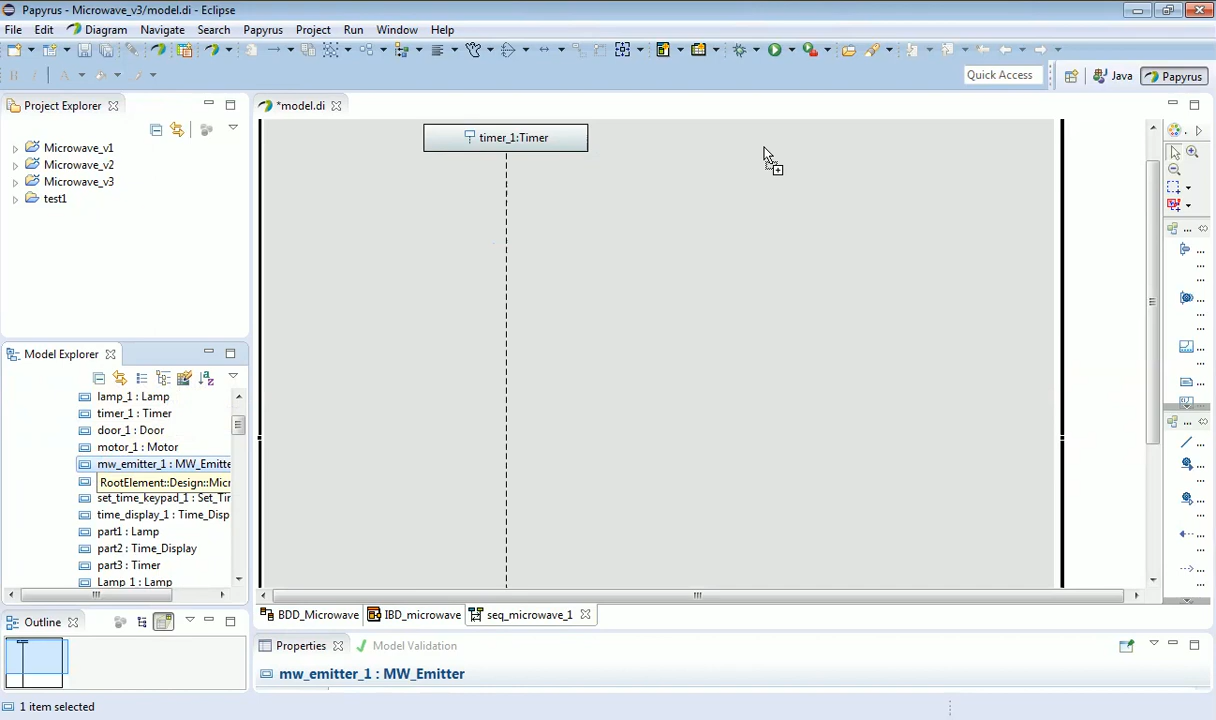 Papyrus - Microwave_v3/model.di - Eclipse
File Edit Diagram Navigate Search Papyrus Project Run Window Help
Quick Access Java Papyrus
Project Explorer
Microwave_v1
Microwave_v2
Microwave_v3
test1
*model.di
timer_1:Timer
Model Explorer
lamp_1 : Lamp
timer_1 : Timer
door_1 : Door
motor_1 : Motor
mw_emitter_1 : MW_Emitte
RootElement::Design::Micr
set_time_keypad_1 : Set_Tir
time_display_1 : Time_Disp
part1 : Lamp
part2 : Time_Display
part3 : Timer
Lamp_1 : Lamp
BDD_Microwave IBD_microwave seq_microwave_1
Outline
Properties Model Validation
mw_emitter_1 : MW_Emitter
1 item selected